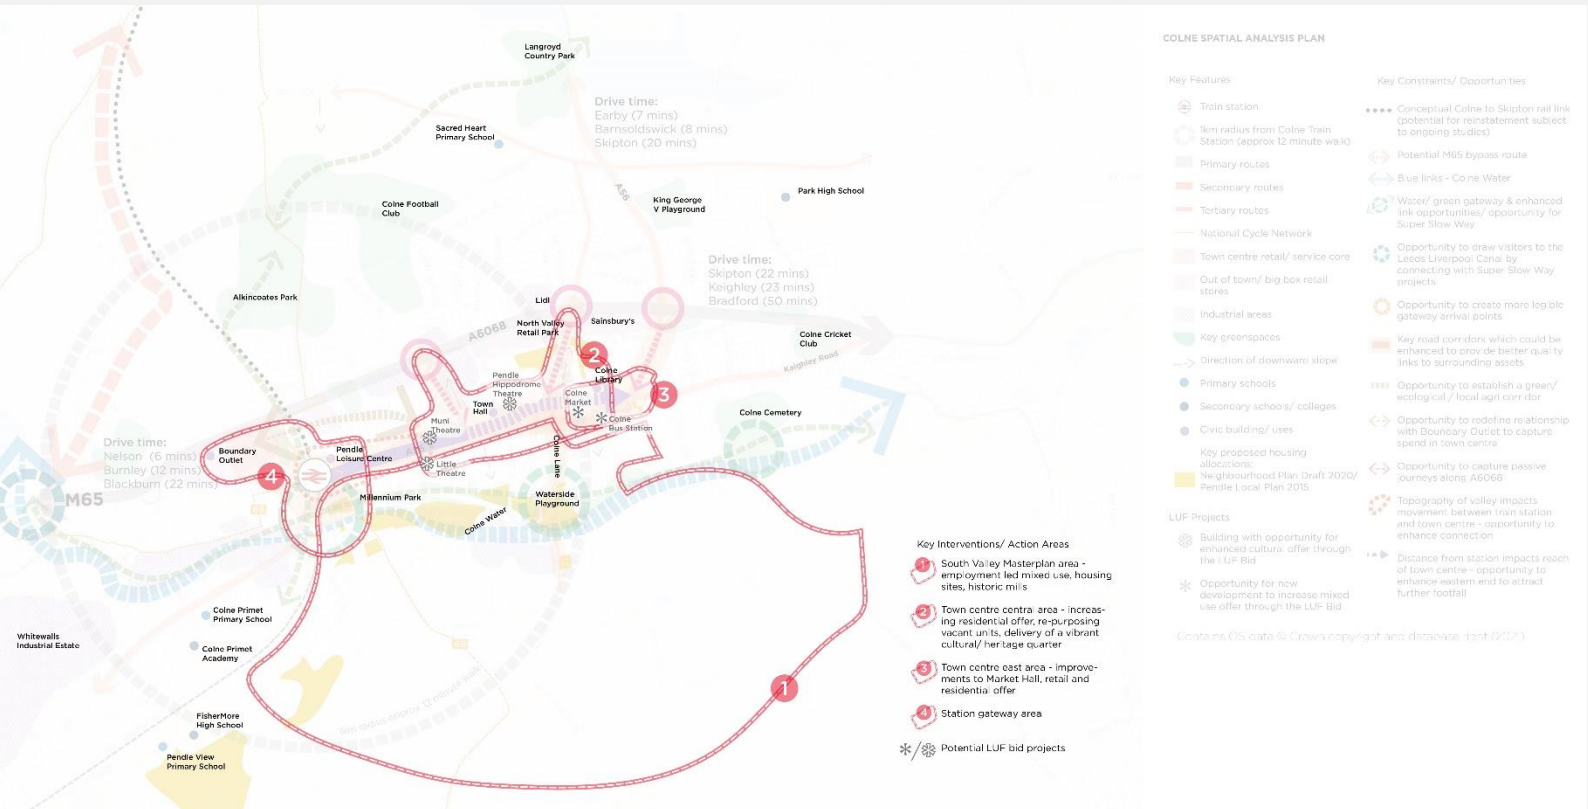 Langroyd
Country Park
Drive time:
Earby (7 mins)
Barnsoldswick (8 mins)
Skipton (20 mins)
Sacred Heart
Primary School
A56
Park High School
King George
V Playground
Colne Football
Club
Drive time:
Skipton (22 mins)
Keighley (23 mins)
Bradford (50 mins)
Alkincoates Park
Lidl
A6068
North Valley
Retail Park
Sainsbury's
Colne Cricket
Club
2
Keighley Road
Colne
Library
Pendle
Hippodrome
Theatre
Colne
Market
3
Town
Hall
Colne
Bus Station
Colne Cemetery
Muni
Theatre
Drive time:
Nelson (6 mins)
Burnley (12 mins)
Blackburn (22 mins)
Boundary
Outlet
Pendle
Leisure Centre
Colne Lane
4
Little
Theatre
M65
Millennium Park
Waterside
Playground
Colne Water
Colne Primet
Primary School
Whitewalls
Industrial Estate
Colne Primet
Academy
1
1km radius approx 12 minute walk
FisherMore
High School
Pendle View
Primary School
Key Interventions/ Action Areas
1 South Valley Masterplan area -
employment led mixed use, housing
sites, historic mills
2 Town centre central area - increas-
ing residential offer, re-purposing
vacant units, delivery of a vibrant
cultural/ heritage quarter
3 Town centre east area - improve-
ments to Market Hall, retail and
residential offer
4 Station gateway area
Potential LUF bid projects
COLNE SPATIAL ANALYSIS PLAN
Key Features
Train station
1km radius from Colne Train
Station (approx 12 minute walk)
Primary routes
Secondary routes
Tertiary routes
National Cycle Network
Town centre retail/ service core
Out of town/ big box retail
stores
Industrial areas
Key greenspaces
Direction of downward slope
Primary schools
Secondary schools/ colleges
Civic building/ uses
Key proposed housing
allocations:
Neighbourhood Plan Draft 2020/
Pendle Local Plan 2015
LUF Projects
Building with opportunity for
enhanced cultural offer through
the LUF Bid
Opportunity for new
development to increase mixed
use offer through the LUF Bid
Key Constraints/ Opportunities
Conceptual Colne to Skipton rail link
(potential for reinstatement subject
to ongoing studies)
Potential M65 bypass route
Blue links - Colne Water
Water/ green gateway & enhanced
link opportunities/ opportunity for
Super Slow Way
Opportunity to draw visitors to the
Leeds Liverpool Canal by
connecting with Super Slow Way
projects
Opportunity to create more legible
gateway arrival points
Key road corridors which could be
enhanced to provide better quality
links to surrounding assets
Opportunity to establish a green/
ecological / local agri corridor
Opportunity to redefine relationship
with Boundary Outlet to capture
spend in town centre
Opportunity to capture passive
journeys along A6068
Topography of valley impacts
movement between train station
and town centre - opportunity to
enhance connection
Distance from station impacts reach
of town centre - opportunity to
enhance eastern end to attract
further footfall
Contains OS data © Crown copyright and database right (2021)